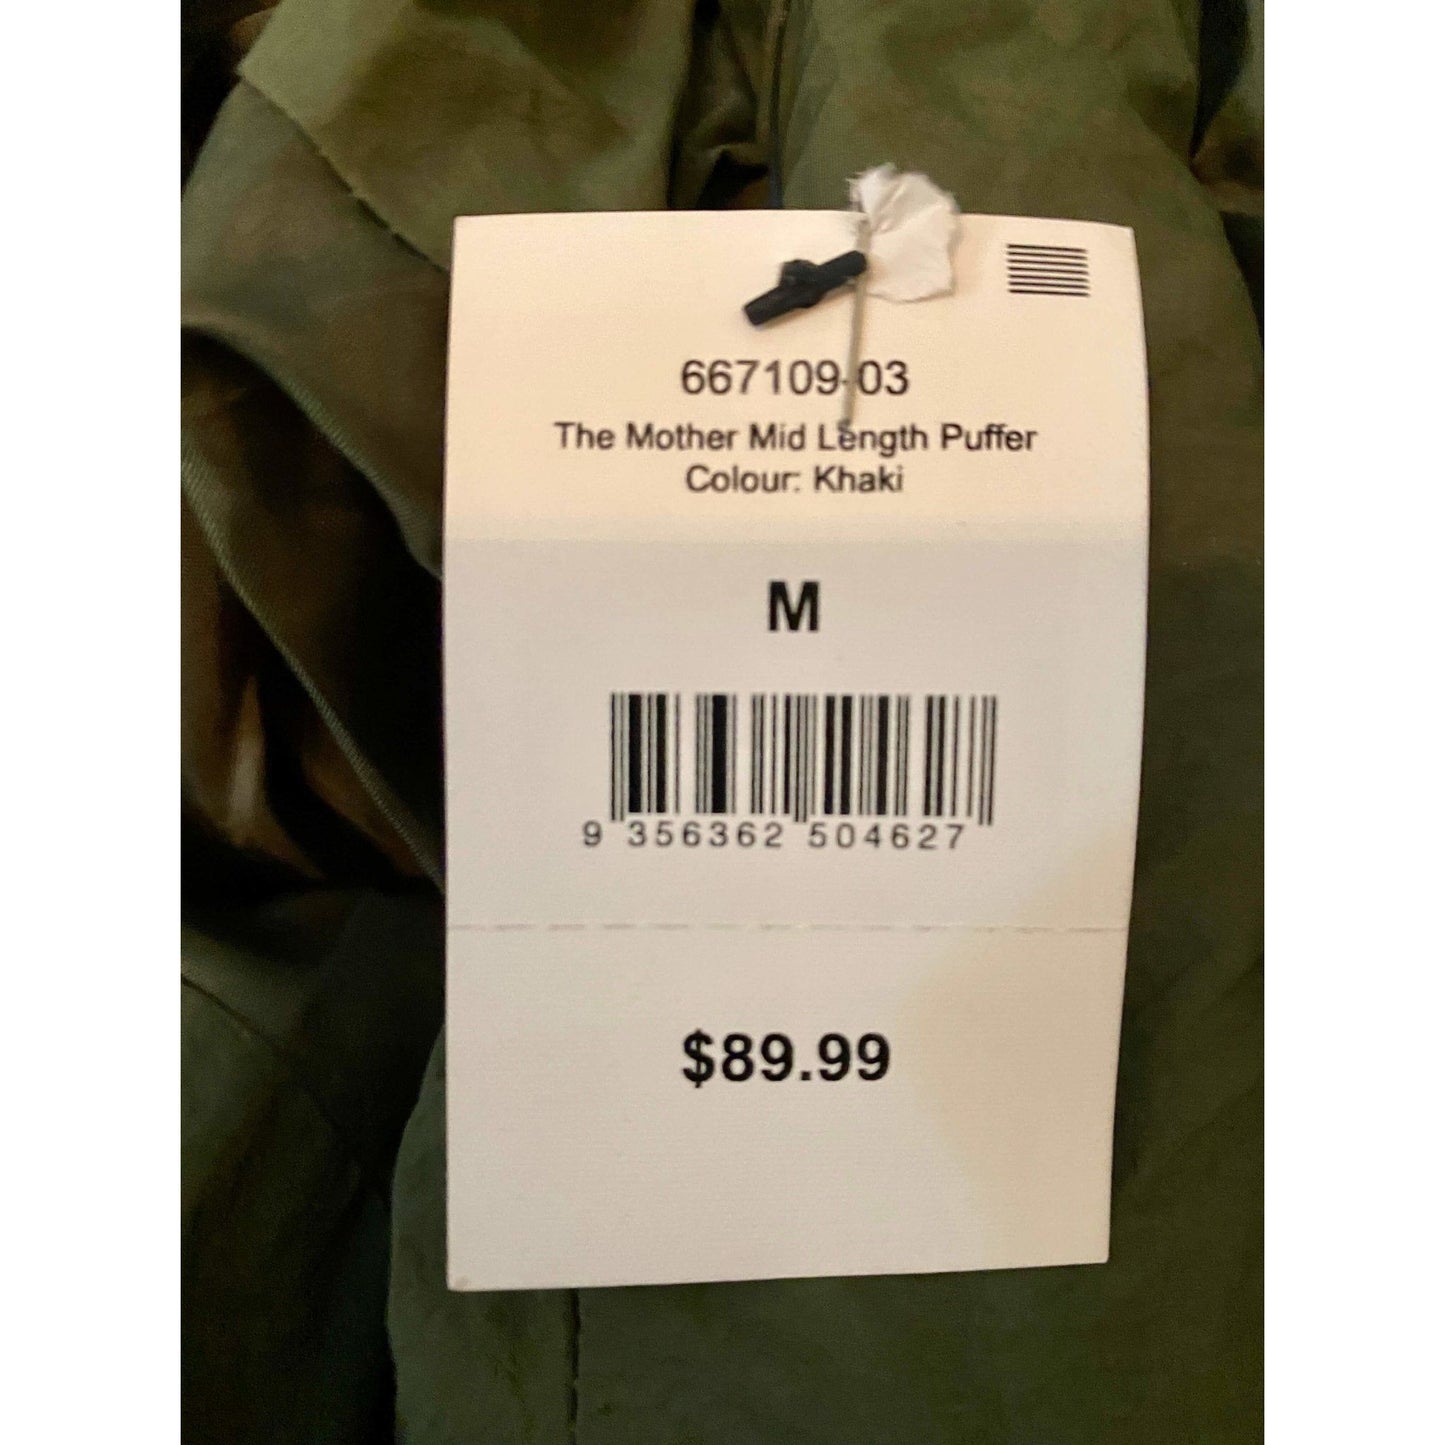 667109-03
The Mother Mid Length Puffer
Colour: Khaki
M
9 356362 504627
$89.99